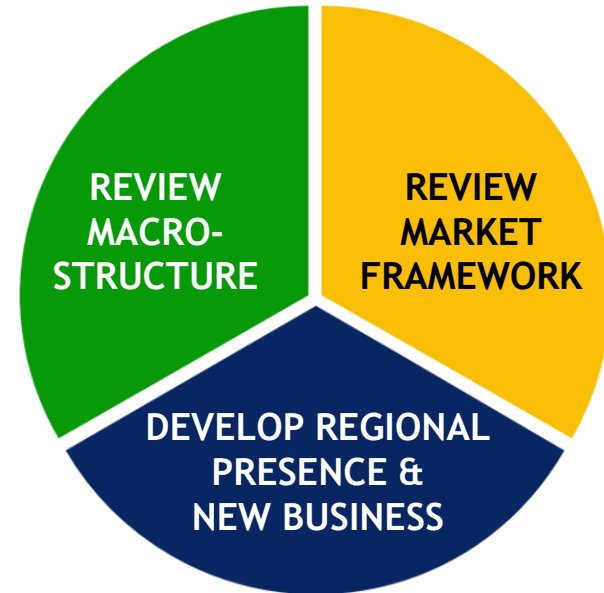 REVIEW
MACRO-
STRUCTURE
REVIEW
MARKET
FRAMEWORK
DEVELOP REGIONAL
PRESENCE &
NEW BUSINESS